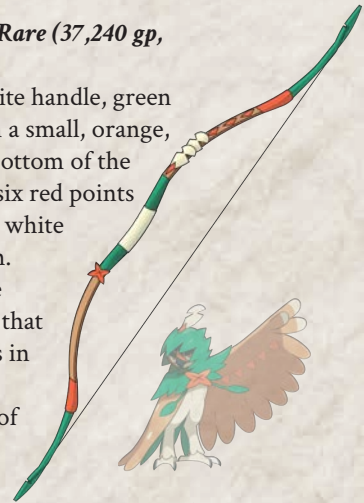 Rare (37,240 gp,
ite handle, green
a small, orange,
ottom of the
six red points
white
that
s in
of